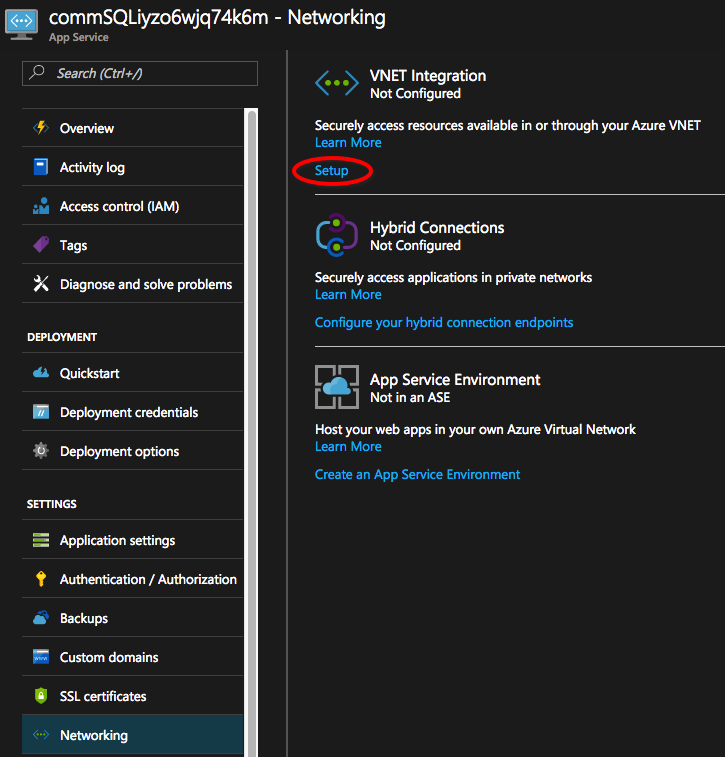 commSQLiyzo6wjq74k6m - Networking
App Service
Search (Ctrl+/)
Overview
Activity log
Access control (IAM)
Tags
Diagnose and solve problems
DEPLOYMENT
Quickstart
Deployment credentials
Deployment options
SETTINGS
Application settings
Authentication / Authorization
Backups
Custom domains
SSL certificates
Networking
VNET Integration
Not Configured
Securely access resources available in or through your Azure VNET
Learn More
Setup
Hybrid Connections
Not Configured
Securely access applications in private networks
Learn More
Configure your hybrid connection endpoints
App Service Environment
Not in an ASE
Host your web apps in your own Azure Virtual Network
Learn More
Create an App Service Environment